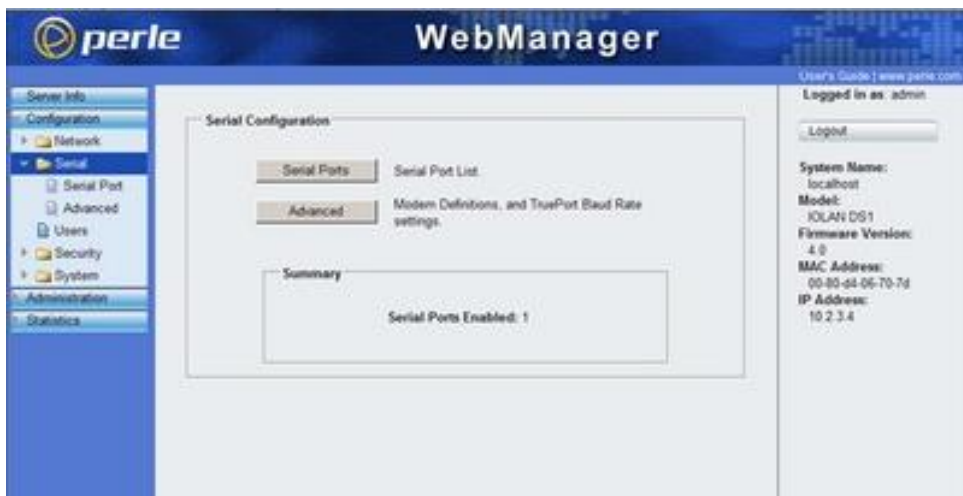 perle
WebManager
User's Guide | www.perle.com
Server Info
Configuration
Network
Serial
Serial Port
Advanced
Users
Security
System
Administration
Statistics
Serial Configuration
Serial Ports
Serial Port List.
Advanced
Modem Definitions, and TruePort Baud Rate
settings.
Summary
Serial Ports Enabled: 1
Logged in as: admin
Logout
System Name:
localhost
Model:
IOLAN DS1
Firmware Version:
4.0
MAC Address:
00-80-d4-06-70-7d
IP Address:
10.2.3.4